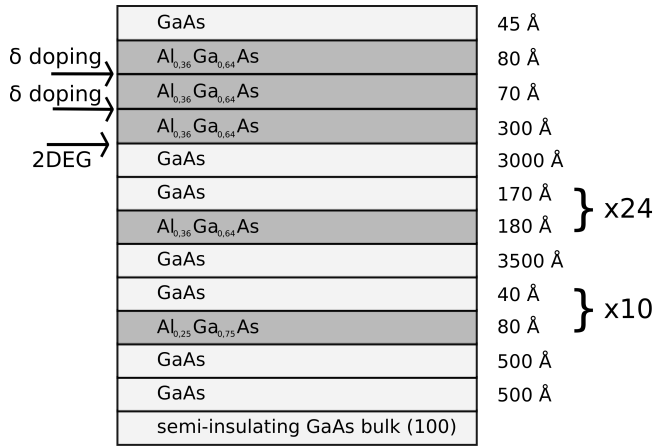 GaAs 45 Å
Al0,36Ga0,64As 80 Å
δ doping
Al0,36Ga0,64As 70 Å
δ doping
Al0,36Ga0,64As 300 Å
2DEG
GaAs 3000 Å
GaAs 170 Å
} x24
Al0,36Ga0,64As 180 Å
GaAs 3500 Å
GaAs 40 Å
} x10
Al0,25Ga0,75As 80 Å
GaAs 500 Å
GaAs 500 Å
semi-insulating GaAs bulk (100)